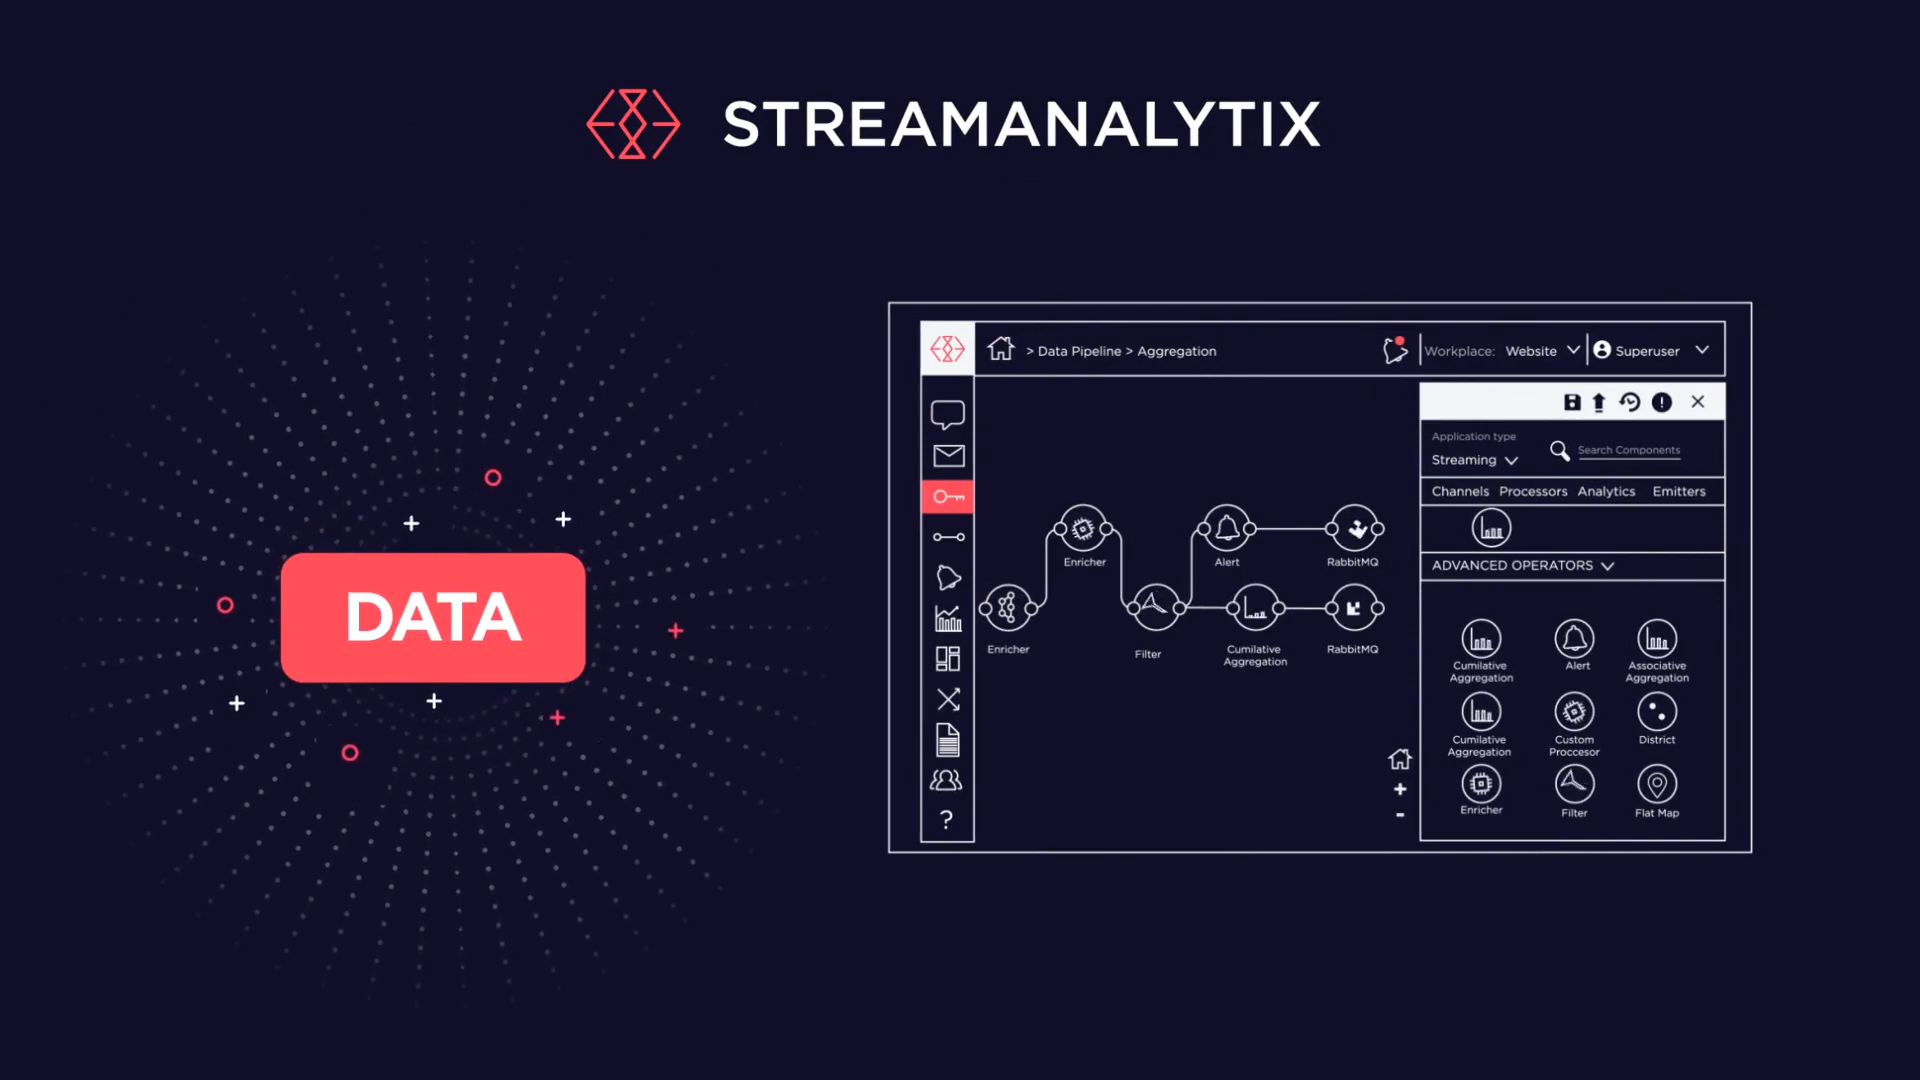 STREAMANALYTIX
DATA
> Data Pipeline > Aggregation
Workplace: Website
Superuser
Application type
Streaming
Search Components
Channels Processors Analytics Emitters
ADVANCED OPERATORS
Enricher
Enricher
Filter
Alert
Cumilative
Aggregation
RabbitMQ
RabbitMQ
Cumilative
Aggregation
Alert
Associative
Aggregation
Cumilative
Aggregation
Custom
Proccesor
District
Enricher
Filter
Flat Map